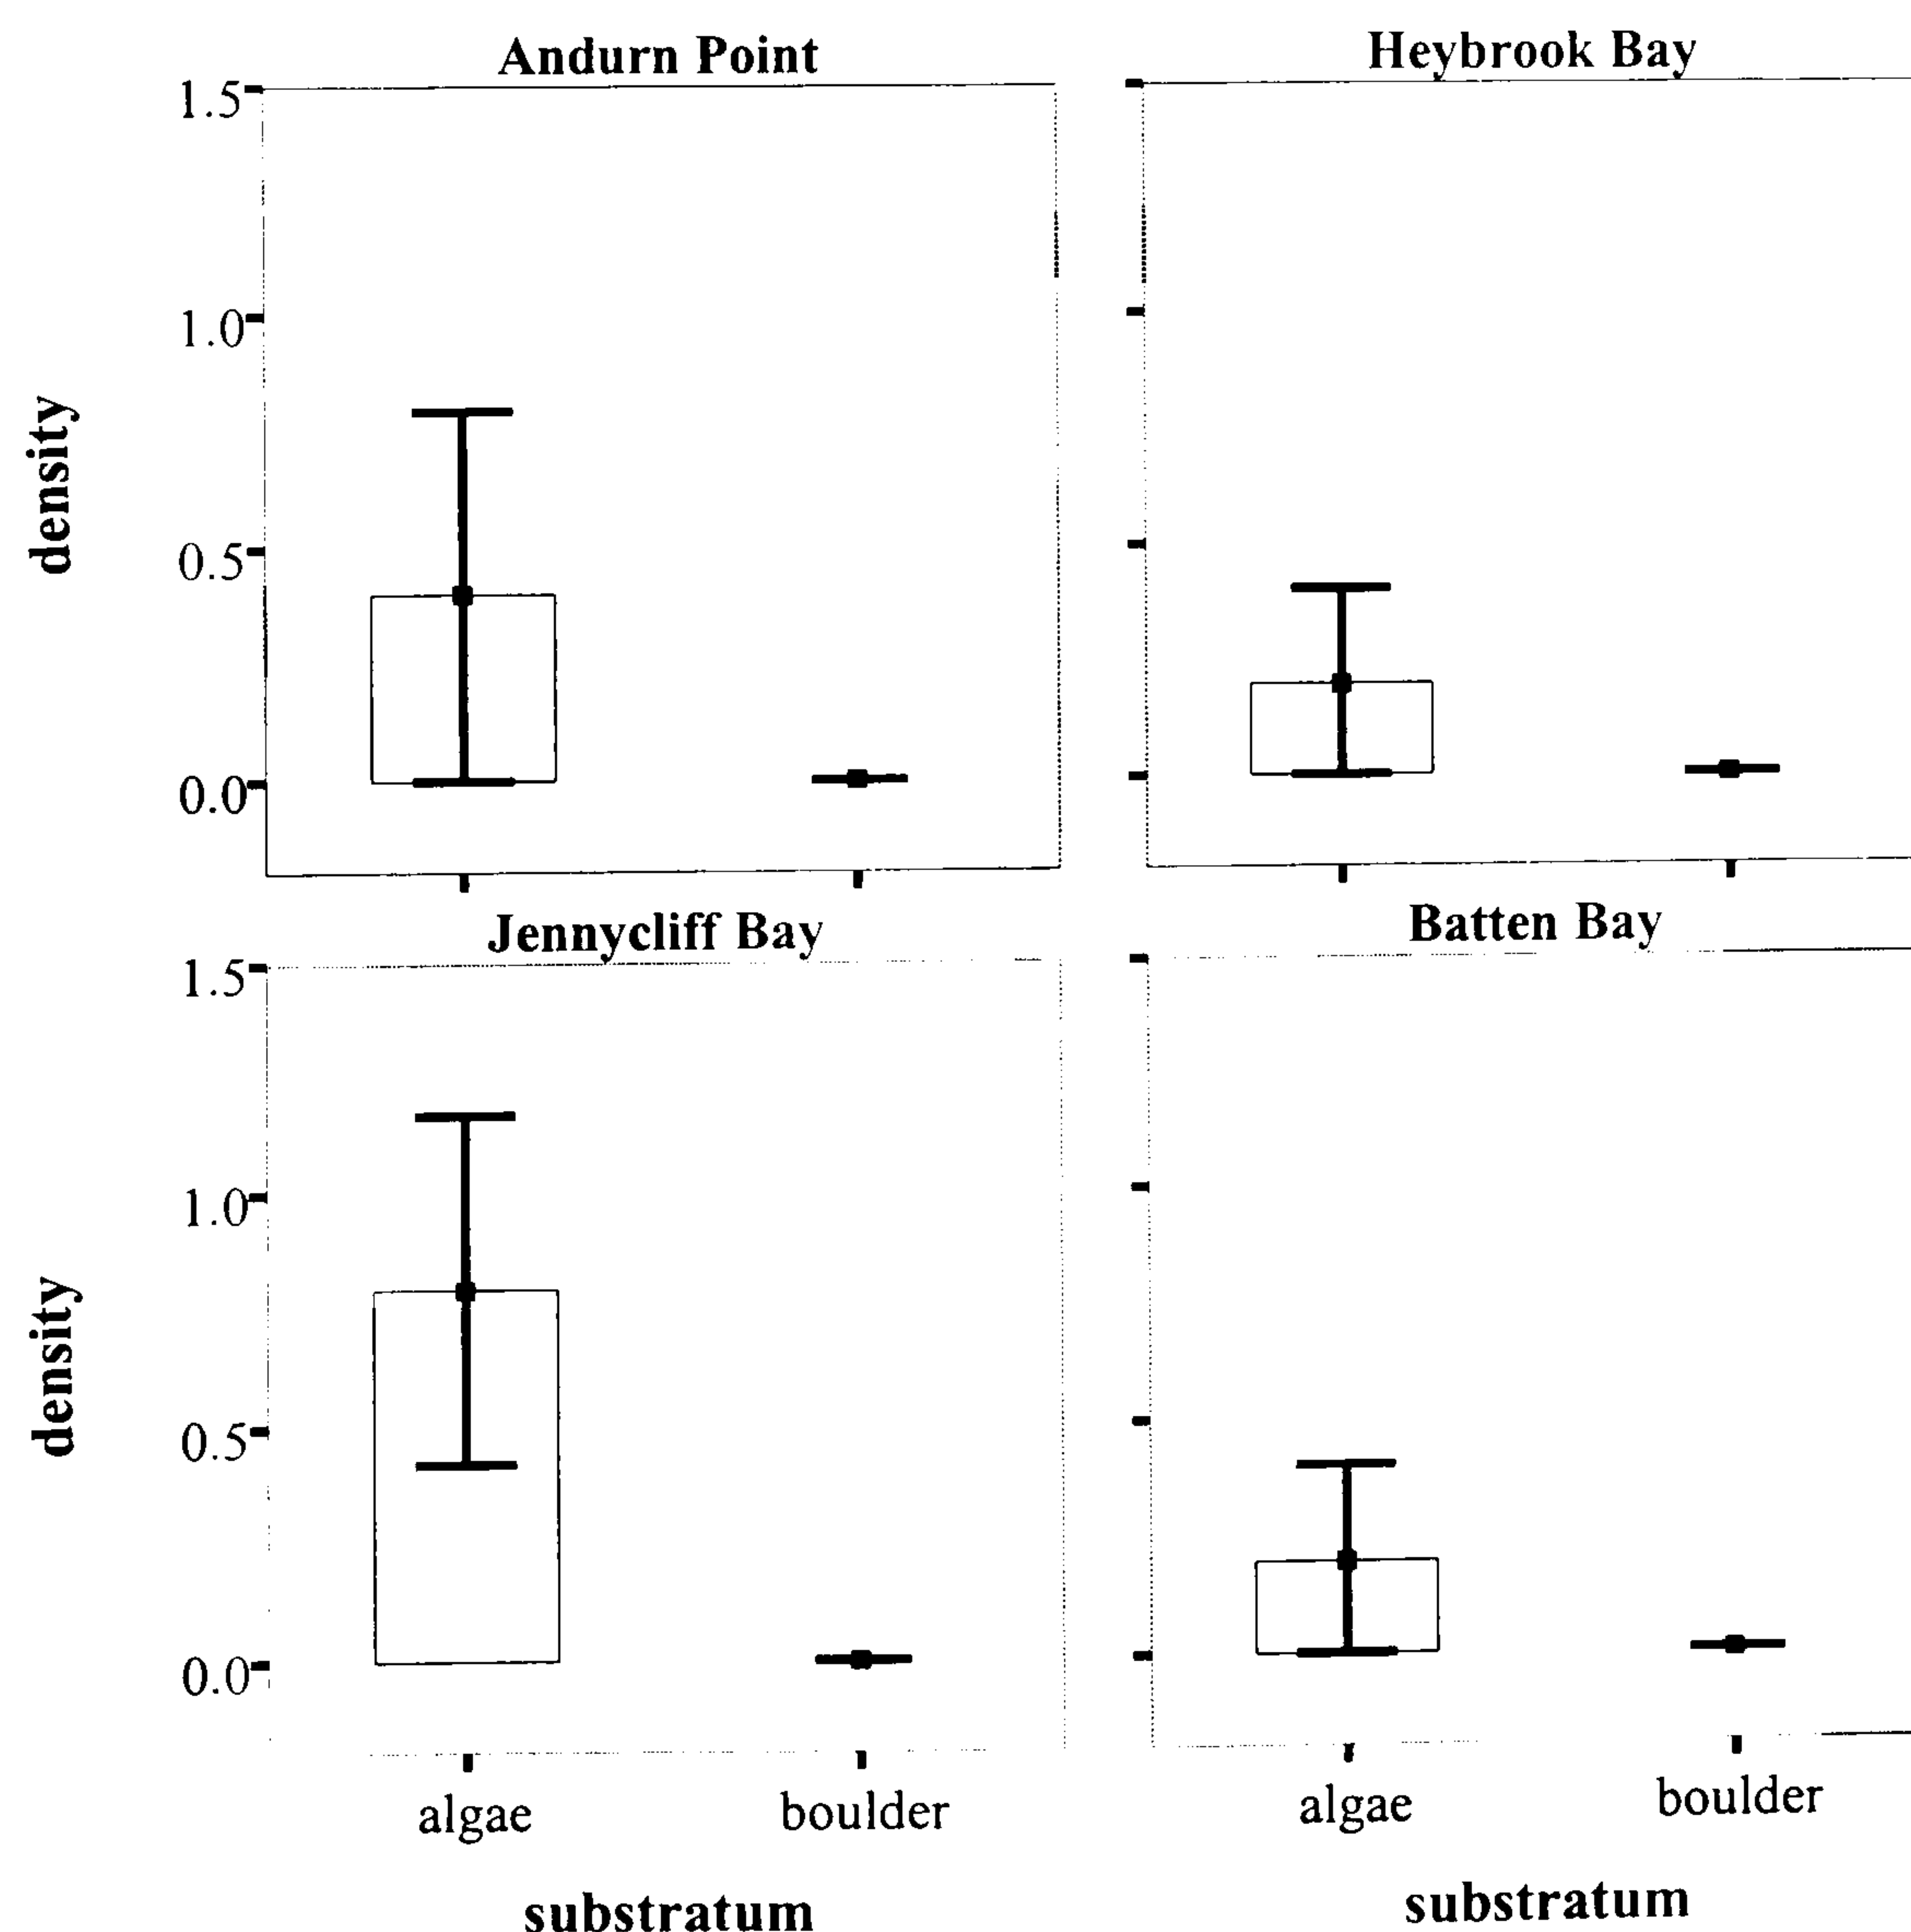 Andurn Point
Heybrook Bay
1.5
1.0
0.5
0.0
density
Jennycliff Bay
Batten Bay
1.5
1.0
0.5
0.0
density
algae
boulder
algae
boulder
substratum
substratum